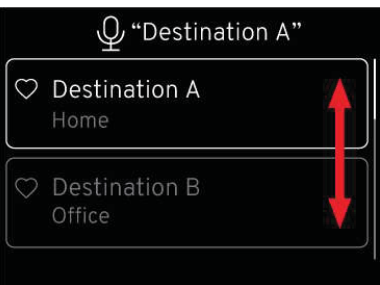 “Destination A”
Destination A
Home
Destination B
Office